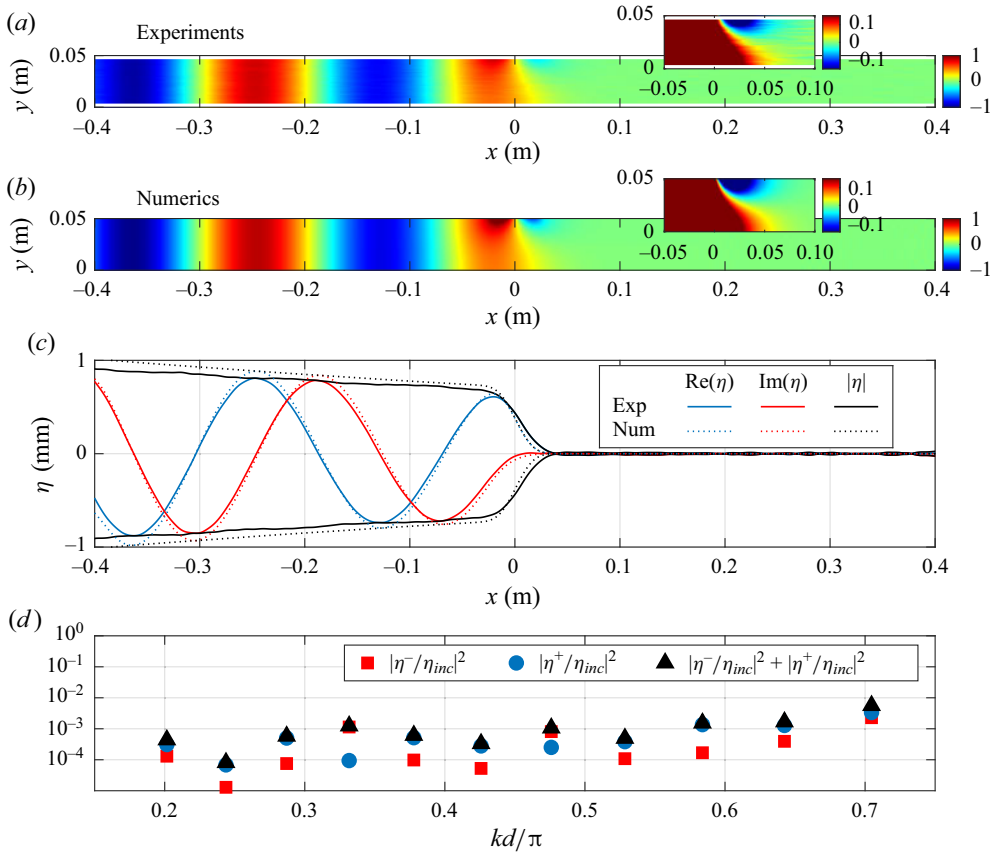 (a)
Experiments
0.05
0
y (m)
−0.4 −0.3 −0.2 −0.1 0 0.1 0.2 0.3 0.4
x (m)
0.05
0
−0.05 0 0.05 0.10
0.1
0
−0.1
1
0
−1
(b)
Numerics
0.05
0
y (m)
−0.4 −0.3 −0.2 −0.1 0 0.1 0.2 0.3 0.4
x (m)
0.05
0
−0.05 0 0.05 0.10
0.1
0
−0.1
1
0
−1
(c)
1
0
−1
η (mm)
Re(η) Im(η) |η|
Exp
Num
−0.4 −0.3 −0.2 −0.1 0 0.1 0.2 0.3 0.4
x (m)
(d)
10⁰
10⁻¹
10⁻²
10⁻³
10⁻⁴
|η⁻/η_inc|² |η⁺/η_inc|² |η⁻/η_inc|² + |η⁺/η_inc|²
0.2 0.3 0.4 0.5 0.6 0.7
kd/π